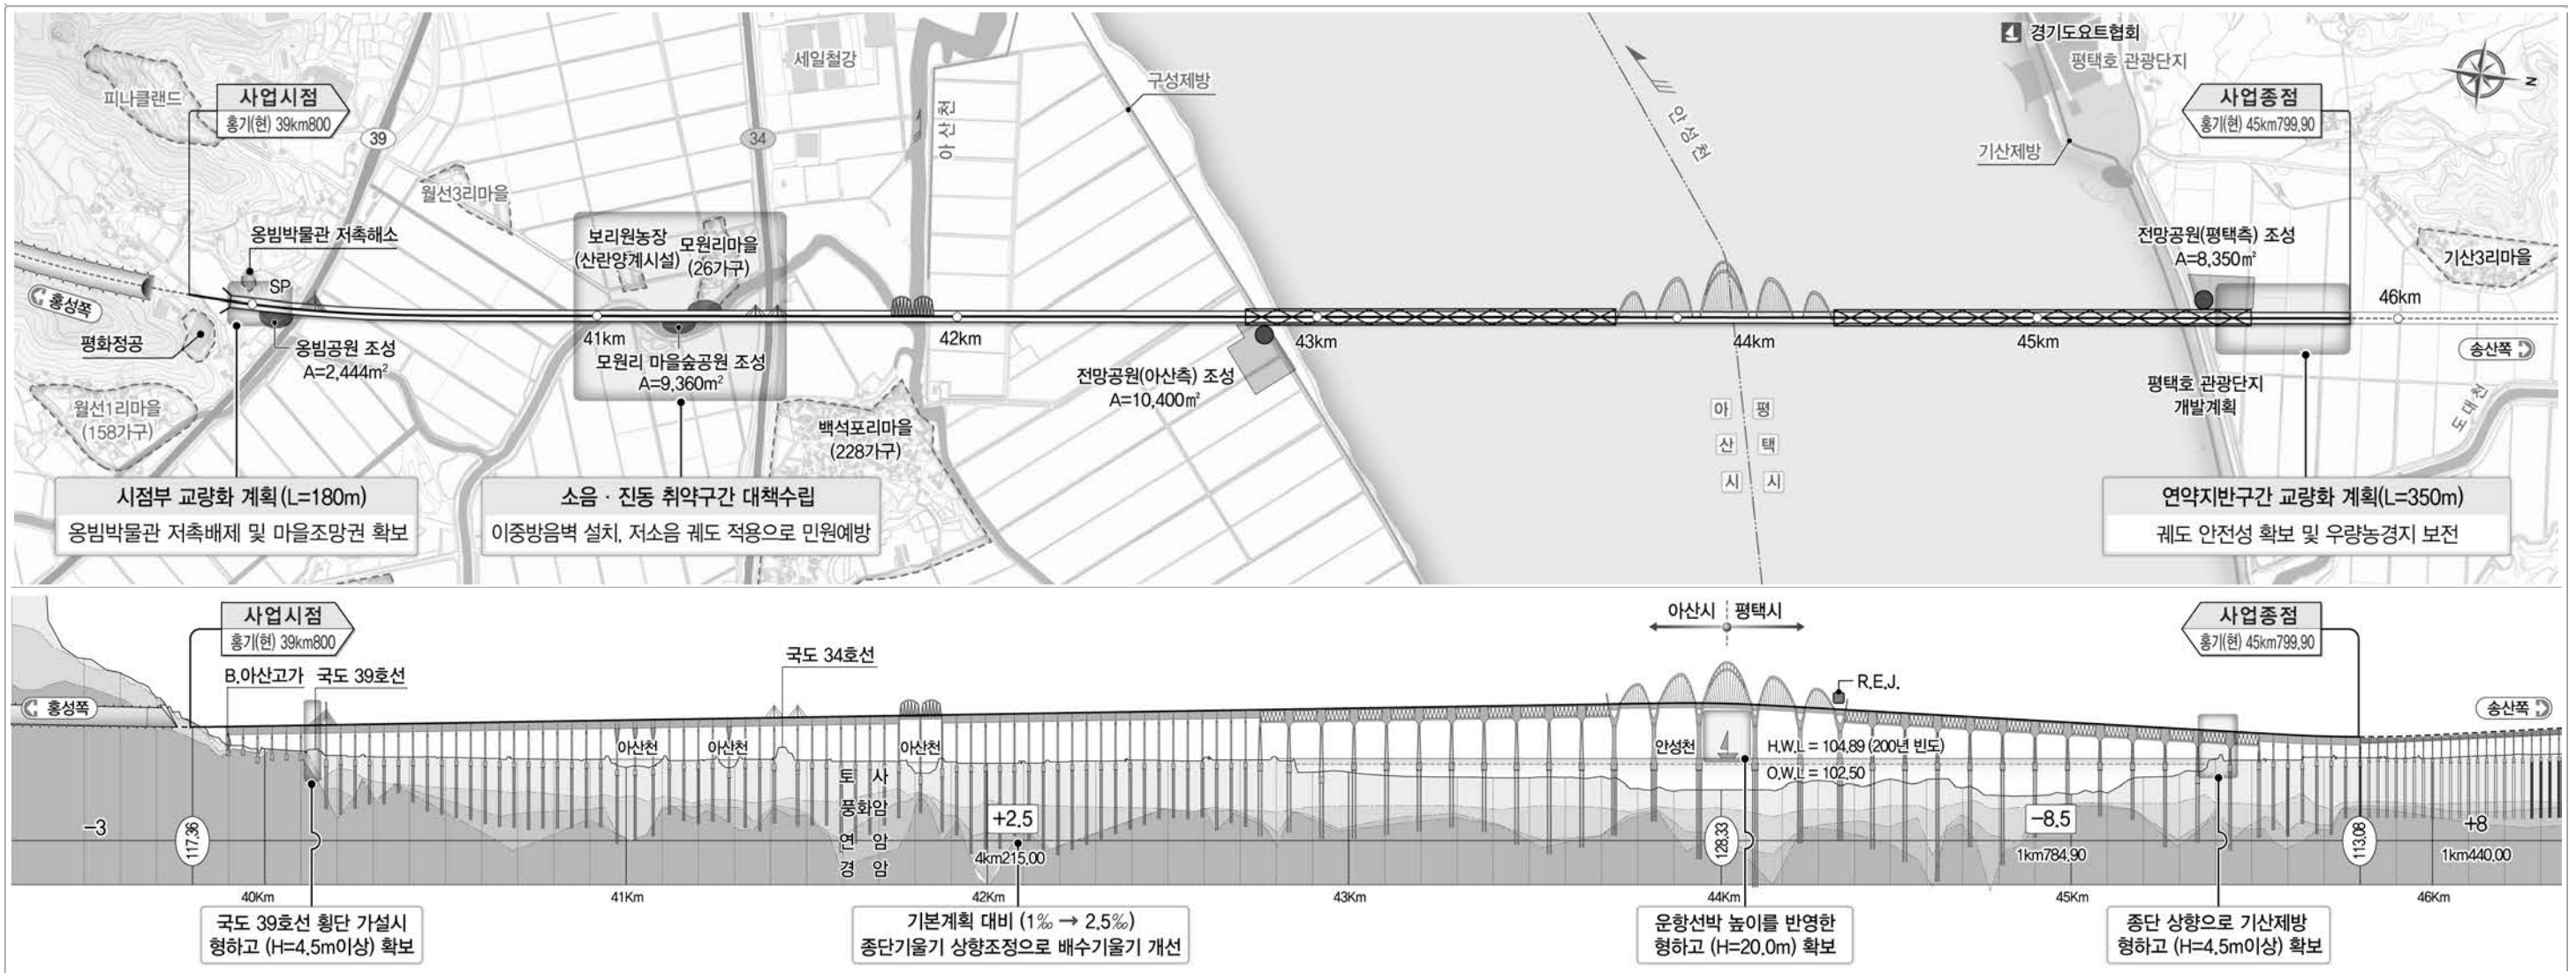 경기도요트협회
평택호 관광단지
세일철강
피나클랜드
사업시점
홍기(현) 39km800
39
34
아산천
구성제방
안성천
기산제방
사업종점
홍기(현) 45km799.90
N
월선3리마을
옹빔박물관 저촉해소
SP
보리원농장
(산란양계시설)
모원리마을
(26가구)
전망공원(평택측) 조성
A=8,350㎡
기산3리마을
홍성쪽
평화정공
옹빔공원 조성
A=2,444㎡
41km
모원리 마을숲공원 조성
A=9,360㎡
42km
전망공원(아산측) 조성
A=10,400㎡
43km
44km
45km
46km
송산쪽
평택호 관광단지
개발계획
도대천
월선1리마을
(158가구)
백석포리마을
(228가구)
아산시
평택시
시점부 교량화 계획(L=180m)
옹빔박물관 저촉배제 및 마을조망권 확보
소음 · 진동 취약구간 대책수립
이중방음벽 설치, 저소음 궤도 적용으로 민원예방
연약지반구간 교량화 계획(L=350m)
궤도 안전성 확보 및 우량농경지 보전
사업시점
홍기(현) 39km800
B.아산고가
국도 39호선
국도 34호선
아산시
평택시
R.E.J.
사업종점
홍기(현) 45km799.90
홍성쪽
송산쪽
아산천
아산천
아산천
안성천
H.W.L = 104.89 (200년 빈도)
O.W.L = 102.50
토 사
풍화암
연 암
경 암
-3
117.36
+2.5
4km215.00
128.33
-8.5
1km784.90
113.08
+8
1km440.00
40Km
41Km
42Km
43Km
44Km
45Km
46Km
국도 39호선 횡단 가설시
형하고 (H=4.5m이상) 확보
기본계획 대비 (1‰ → 2.5‰)
종단기울기 상향조정으로 배수기울기 개선
운항선박 높이를 반영한
형하고 (H=20.0m) 확보
종단 상향으로 기산제방
형하고 (H=4.5m이상) 확보